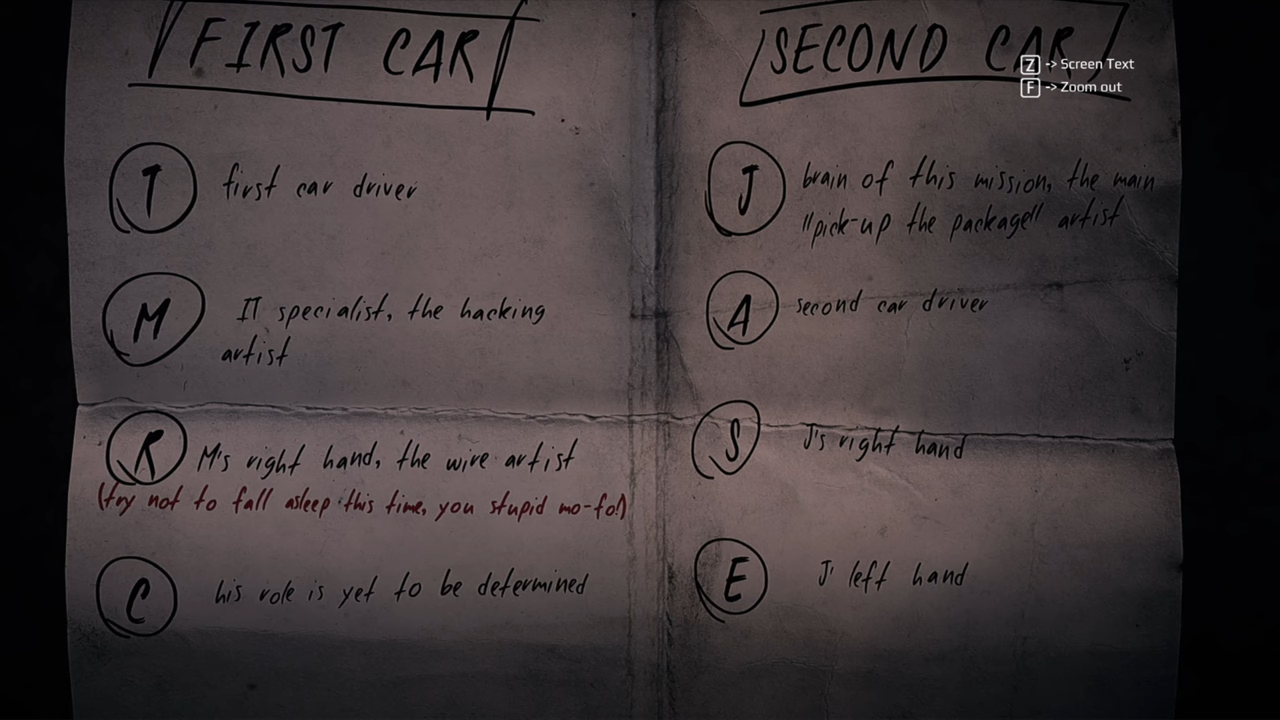 FIRST CAR
T first car driver
M IT specialist, the hacking
artist
R M's right hand, the wire artist
(try not to fall asleep this time, you stupid mo-fo!)
C his role is yet to be determined
SECOND CAR
J brain of this mission, the main
"pick-up the package" artist
A second car driver
S J's right hand
E J' left hand
Z -> Screen Text
F -> Zoom out